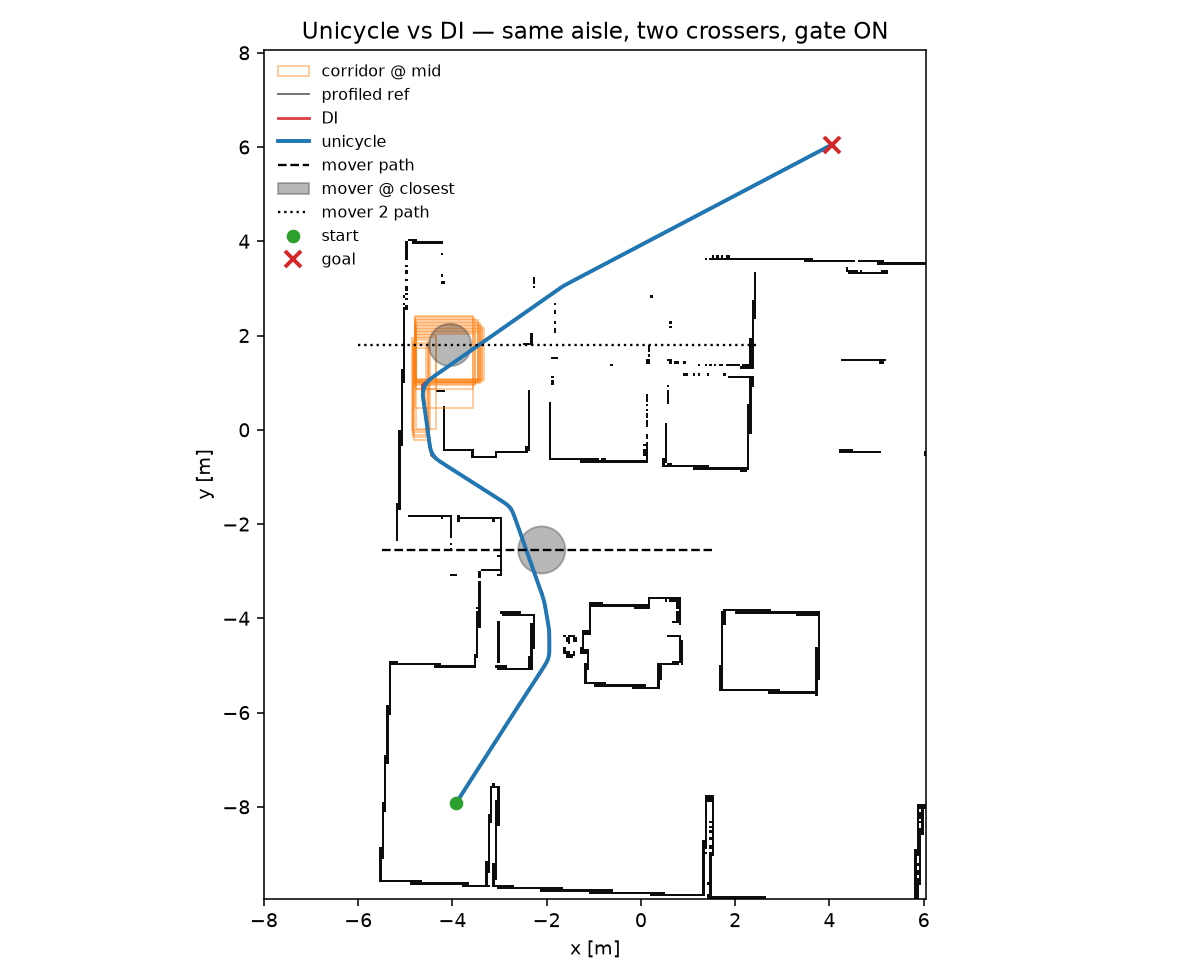 Unicycle vs DI — same aisle, two crossers, gate ON
corridor @ mid
profiled ref
DI
unicycle
mover path
mover @ closest
mover 2 path
start
goal
8
6
4
2
0
−2
−4
−6
−8
y [m]
−8
−6
−4
−2
0
2
4
6
x [m]